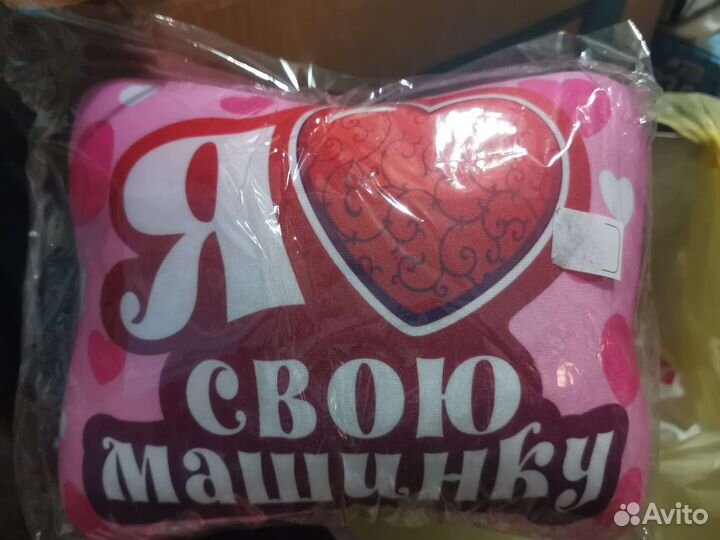 Я
свою
машинку
Avito